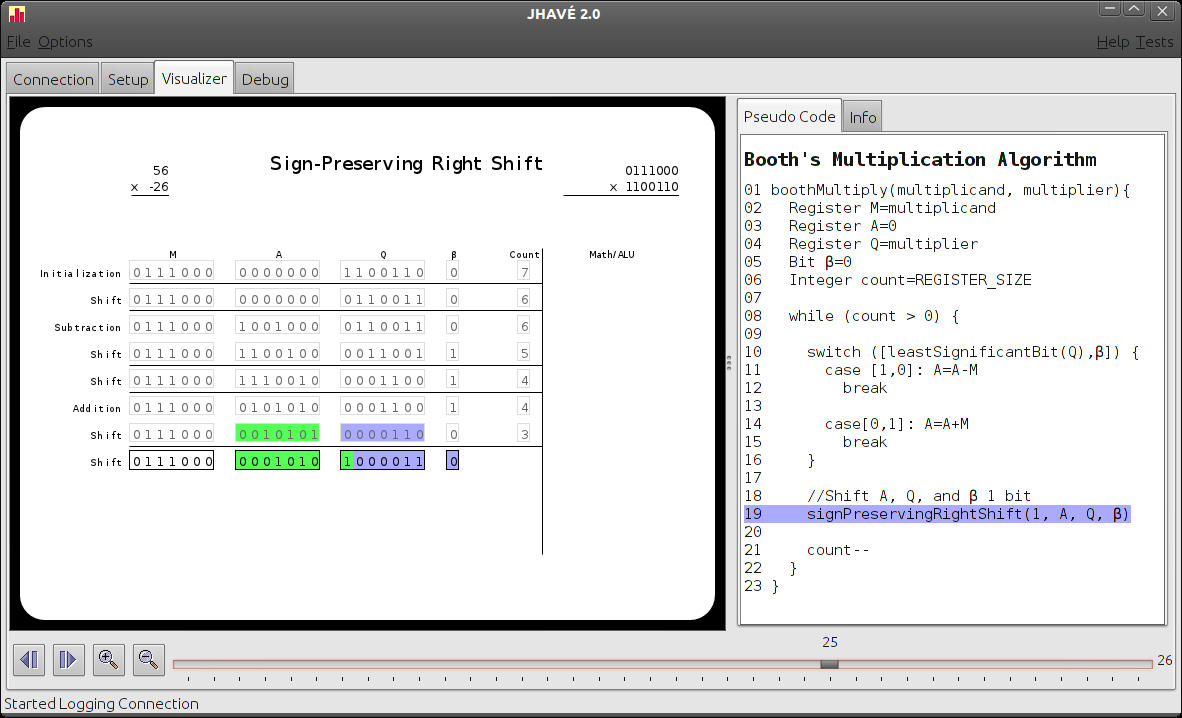 JHAVÉ 2.0
File Options Help Tests
Connection Setup Visualizer Debug
Sign-Preserving Right Shift
56
x -26
0111000
x 1100110
M A Q β Count Math/ALU
Initialization 0111000 0000000 1100110 0 7
Shift 0111000 0000000 0110011 0 6
Subtraction 0111000 1001000 0110011 0 6
Shift 0111000 1100100 0011001 1 5
Shift 0111000 1110010 0001100 1 4
Addition 0111000 0101010 0001100 1 4
Shift 0111000 0010101 0000110 0 3
Shift 0111000 0001010 1000011 0
Pseudo Code Info
Booth's Multiplication Algorithm
01 boothMultiply(multiplicand, multiplier){
02 Register M=multiplicand
03 Register A=0
04 Register Q=multiplier
05 Bit β=0
06 Integer count=REGISTER_SIZE
07
08 while (count > 0) {
09
10 switch ([leastSignificantBit(Q),β]) {
11 case [1,0]: A=A-M
12 break
13
14 case[0,1]: A=A+M
15 break
16 }
17
18 //Shift A, Q, and β 1 bit
19 signPreservingRightShift(1, A, Q, β)
20
21 count--
22 }
23 }
25
26
Started Logging Connection